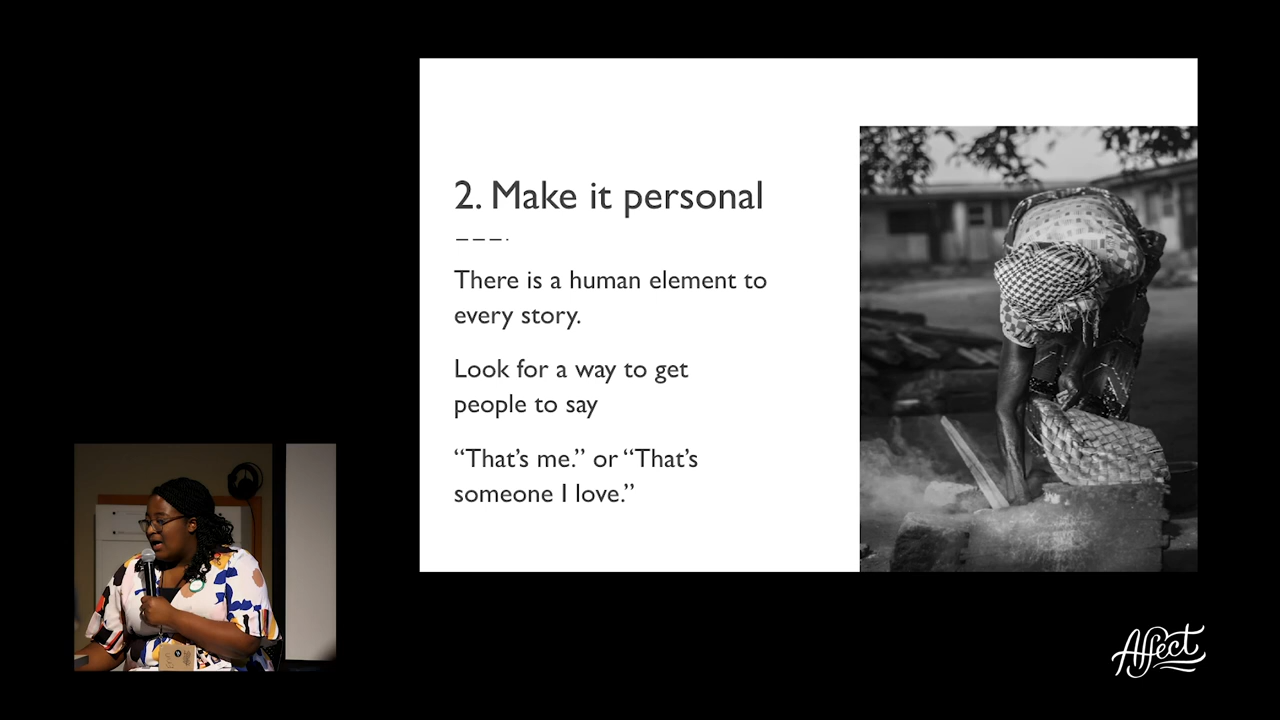 2. Make it personal
There is a human element to
every story.
Look for a way to get
people to say
“That’s me.” or “That’s
someone I love.”
Affect